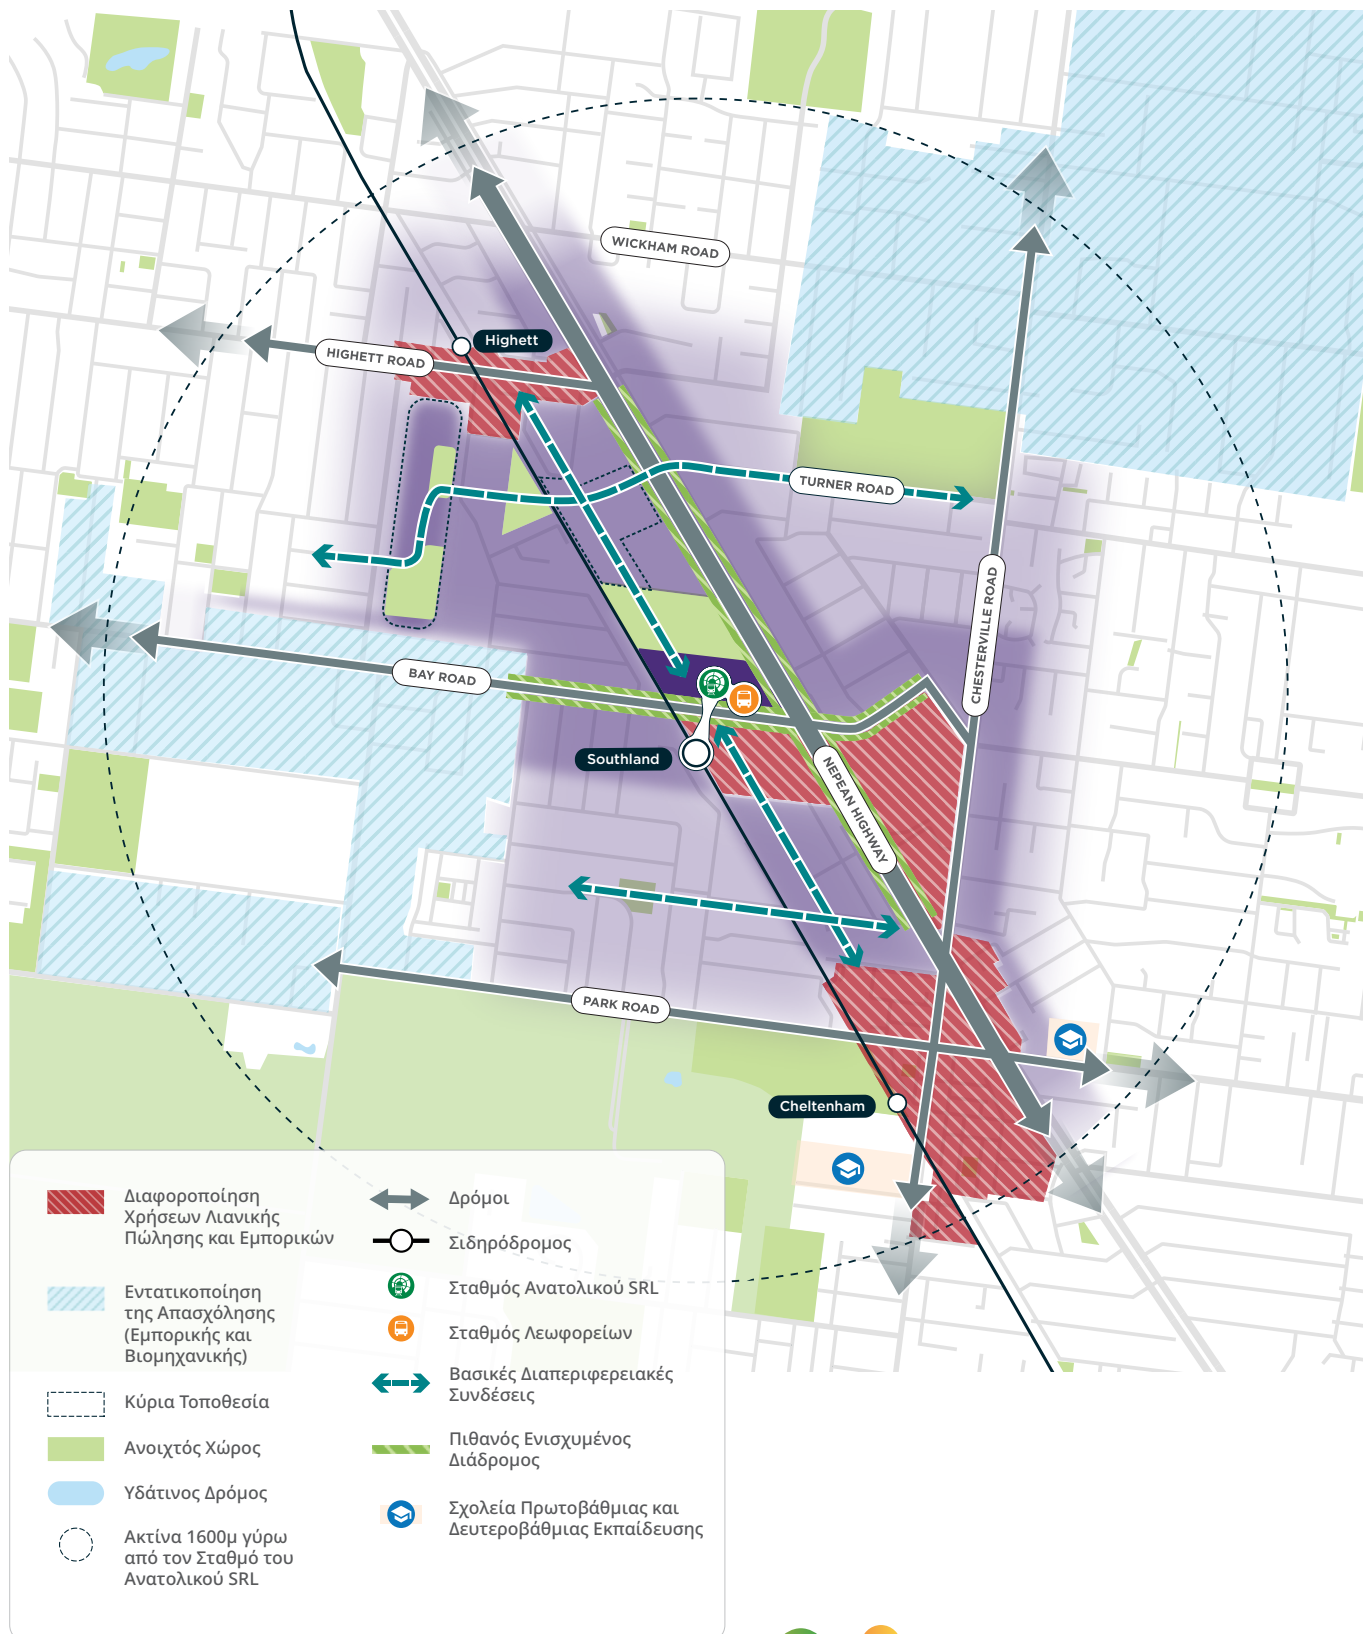 WICKHAM ROAD
Highett
HIGHETT ROAD
TURNER ROAD
CHESTERVILLE ROAD
BAY ROAD
Southland
NEPEAN HIGHWAY
PARK ROAD
Cheltenham
Διαφοροποίηση
Χρήσεων Λιανικής
Πώλησης και Εμπορικών
Εντατικοποίηση
της Απασχόλησης
(Εμπορικής και
Βιομηχανικής)
Κύρια Τοποθεσία
Ανοιχτός Χώρος
Υδάτινος Δρόμος
Ακτίνα 1600μ γύρω
από τον Σταθμό του
Ανατολικού SRL
Δρόμοι
Σιδηρόδρομος
Σταθμός Ανατολικού SRL
Σταθμός Λεωφορείων
Βασικές Διαπεριφερειακές
Συνδέσεις
Πιθανός Ενισχυμένος
Διάδρομος
Σχολεία Πρωτοβάθμιας και
Δευτεροβάθμιας Εκπαίδευσης